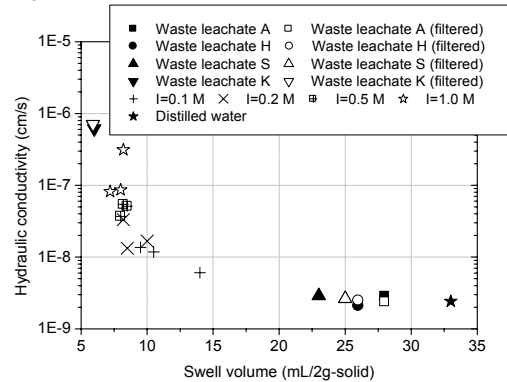 Waste leachate A Waste leachate A (filtered)
Waste leachate H Waste leachate H (filtered)
Waste leachate S Waste leachate S (filtered)
Waste leachate K Waste leachate K (filtered)
I=0.1 M I=0.2 M I=0.5 M I=1.0 M
Distilled water
1E-5
1E-6
1E-7
1E-8
1E-9
Hydraulic conductivity (cm/s)
5 10 15 20 25 30 35
Swell volume (mL/2g-solid)